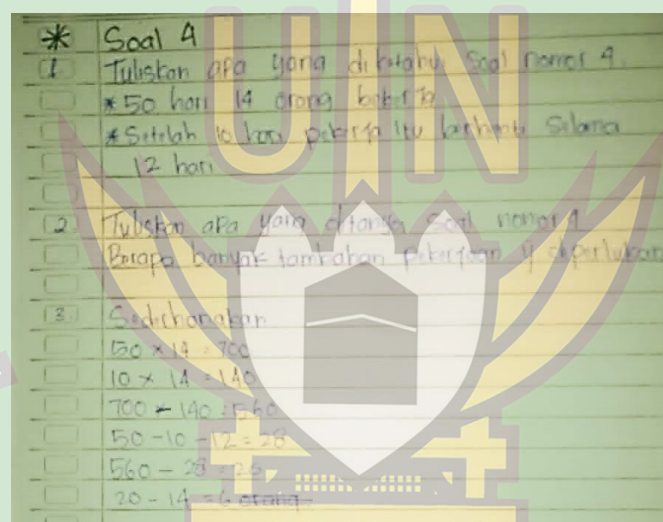 * Soal 4
1. Tuliskan apa yang diketahui soal nomor 4.
* 50 hari 14 orang bekerja
* Setelah 10 hari pekerja itu berhenti Selama
12 hari
2. Tuliskan apa yang ditanya soal nomor 4
Berapa banyak tambahan pekerjaan y diperlukan
3. Sederhanakan
50 × 14 = 700
10 × 14 = 140
700 - 140 = 560
50 - 10 - 12 = 28
560 - 28 =
20 - 14 = 6 orang
UIN